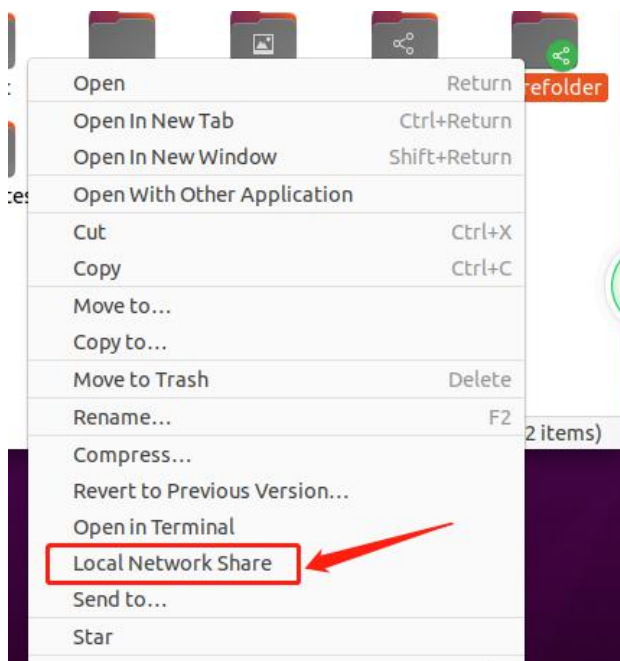 Open Return
refolder
Open In New Tab Ctrl+Return
Open In New Window Shift+Return
Open With Other Application
Cut Ctrl+X
Copy Ctrl+C
Move to...
Copy to...
Move to Trash Delete
Rename... F2
2 items)
Compress...
Revert to Previous Version...
Open in Terminal
Local Network Share
Send to...
Star